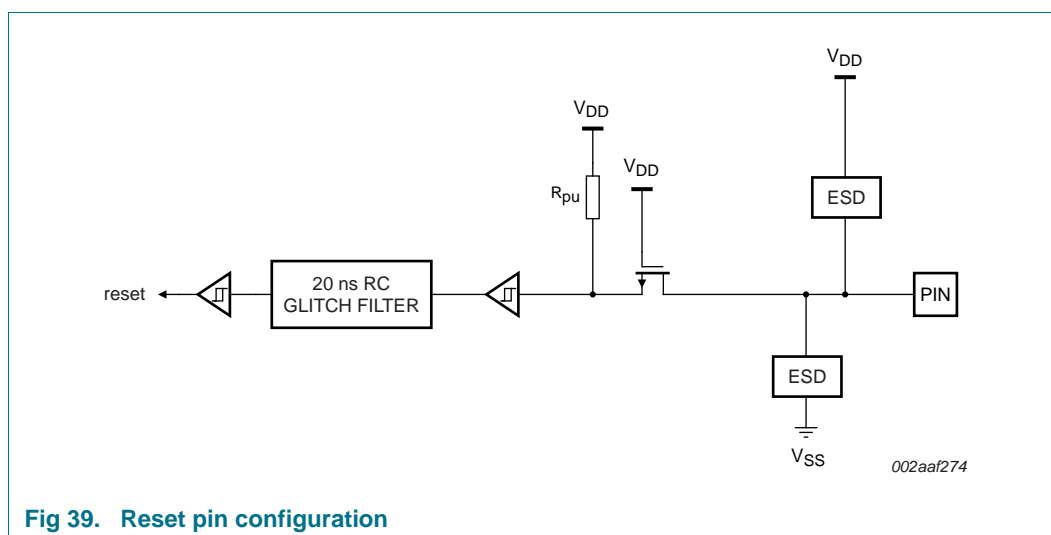 VDD
VDD
VDD
Rpu
ESD
reset
20 ns RC
GLITCH FILTER
PIN
ESD
VSS
002aaf274
Fig 39. Reset pin configuration